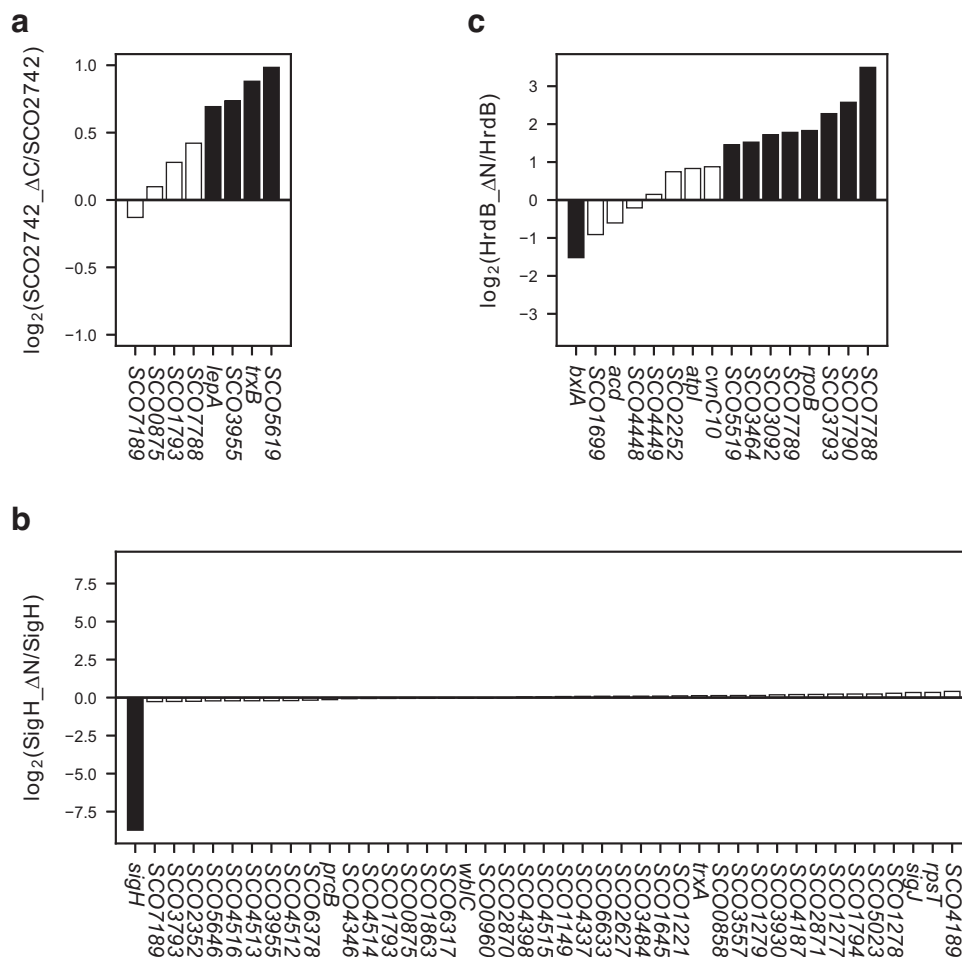 a
log₂(SCO2742_ΔC/SCO2742)
1.0
0.5
0.0
−0.5
−1.0
SCO7189
SCO0875
SCO1793
SCO7788
lepA
SCO3955
trxB
SCO5619
c
log₂(HrdB_ΔN/HrdB)
3
2
1
0
−1
−2
−3
bxlA
SCO1699
acd
SCO4448
SCO4449
SCO2252
atpI
cvnC10
SCO5519
SCO3464
SCO3092
SCO7789
rpoB
SCO3793
SCO7790
SCO7788
b
log₂(SigH_ΔN/SigH)
7.5
5.0
2.5
0.0
−2.5
−5.0
−7.5
sigH
SCO7189
SCO3793
SCO2352
SCO5646
SCO4516
SCO4513
SCO3955
SCO4512
SCO6378
prcB
SCO4346
SCO4514
SCO1793
SCO0875
SCO1863
SCO6317
wblC
SCO0960
SCO2870
SCO4398
SCO4515
SCO1149
SCO4337
SCO6633
SCO2627
SCO3484
SCO1645
SCO1221
trxA
SCO0858
SCO3557
SCO1279
SCO3930
SCO4187
SCO2871
SCO1277
SCO1794
SCO5023
SCO1278
sigJ
rpsT
SCO4189